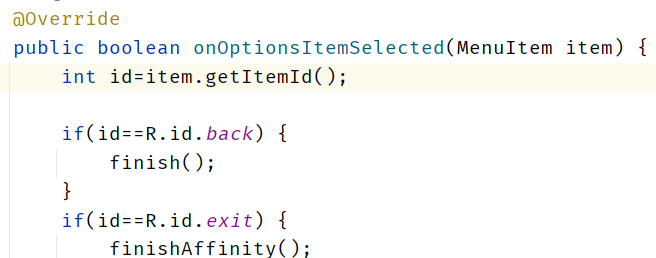 @Override
public boolean onOptionsItemSelected(MenuItem item) {
    int id=item.getItemId();
    if(id==R.id.back) {
        finish();
    }
    if(id==R.id.exit) {
        finishAffinity();